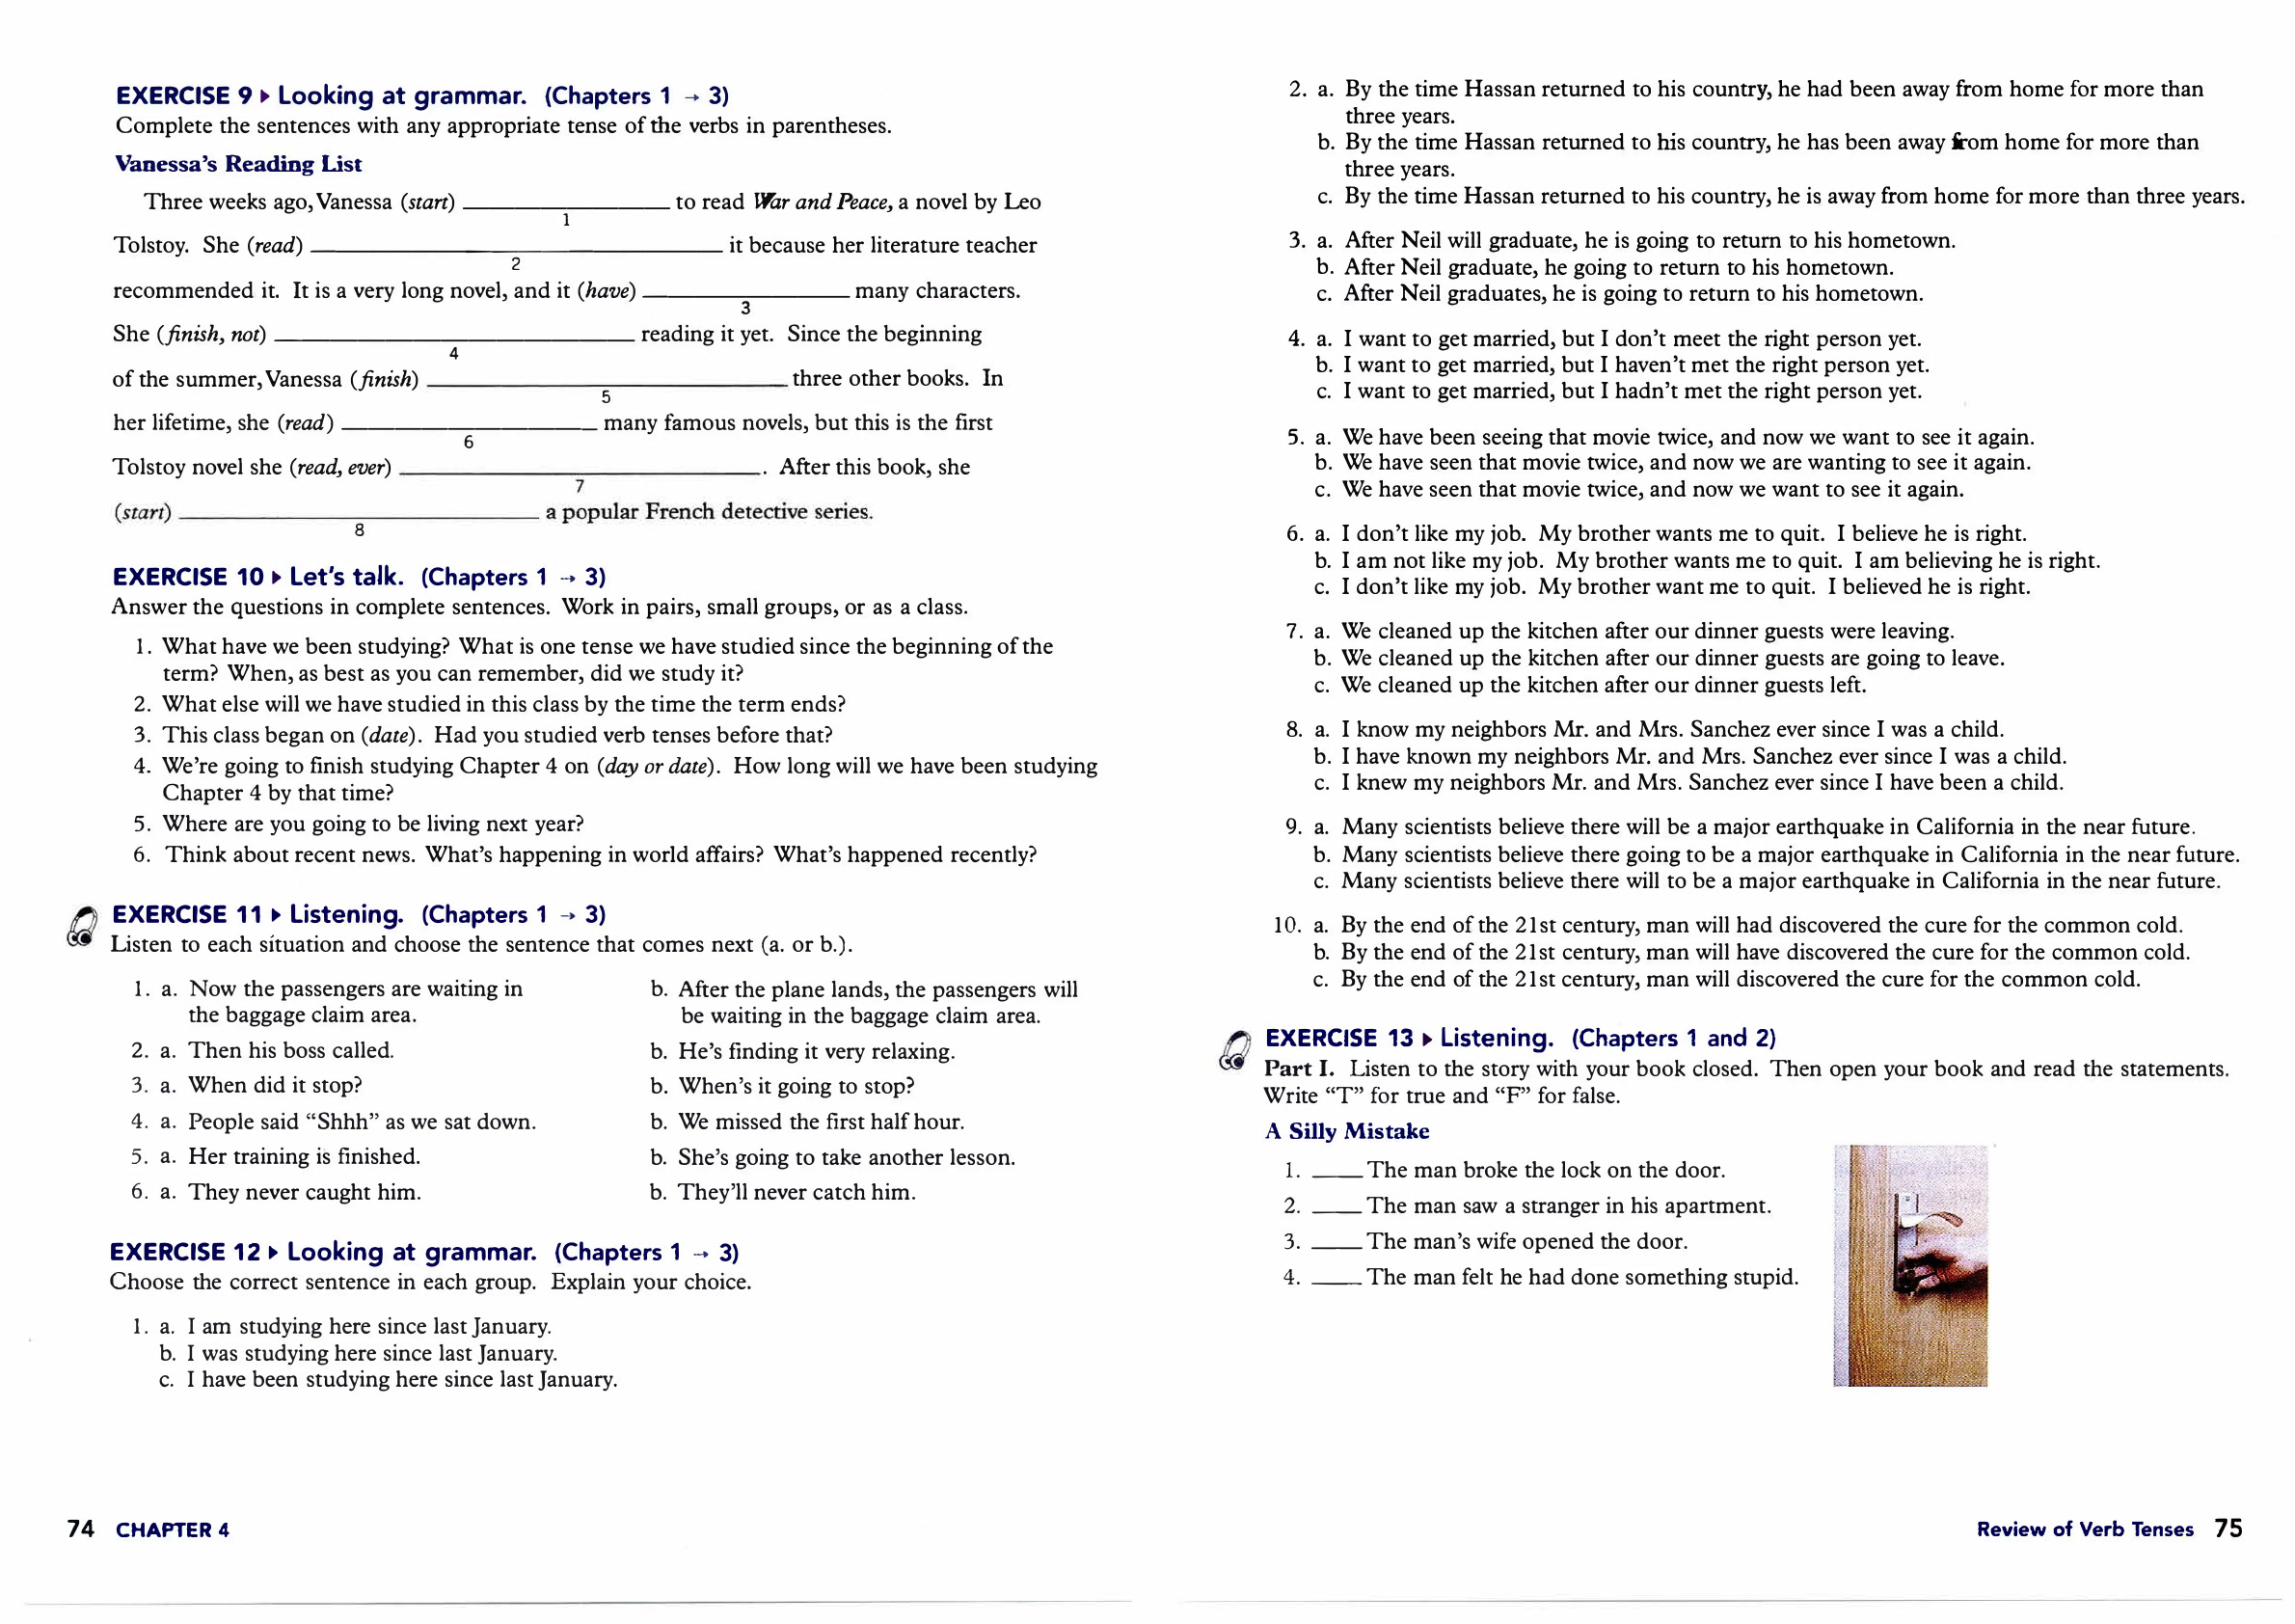 EXERCISE 9 ▸ Looking at grammar. (Chapters 1 → 3)
Complete the sentences with any appropriate tense of the verbs in parentheses.
Vanessa's Reading List
Three weeks ago, Vanessa (start) ____________ to read War and Peace, a novel by Leo
1
Tolstoy. She (read) ____________ it because her literature teacher
2
recommended it. It is a very long novel, and it (have) ____________ many characters.
3
She (finish, not) ____________ reading it yet. Since the beginning
4
of the summer, Vanessa (finish) ____________ three other books. In
5
her lifetime, she (read) ____________ many famous novels, but this is the first
6
Tolstoy novel she (read, ever) ____________. After this book, she
7
(start) ____________ a popular French detective series.
8
EXERCISE 10 ▸ Let's talk. (Chapters 1 → 3)
Answer the questions in complete sentences. Work in pairs, small groups, or as a class.
1. What have we been studying? What is one tense we have studied since the beginning of the
term? When, as best as you can remember, did we study it?
2. What else will we have studied in this class by the time the term ends?
3. This class began on (date). Had you studied verb tenses before that?
4. We're going to finish studying Chapter 4 on (day or date). How long will we have been studying
Chapter 4 by that time?
5. Where are you going to be living next year?
6. Think about recent news. What's happening in world affairs? What's happened recently?
EXERCISE 11 ▸ Listening. (Chapters 1 → 3)
Listen to each situation and choose the sentence that comes next (a. or b.).
1. a. Now the passengers are waiting in b. After the plane lands, the passengers will
the baggage claim area. be waiting in the baggage claim area.
2. a. Then his boss called. b. He's finding it very relaxing.
3. a. When did it stop? b. When's it going to stop?
4. a. People said "Shhh" as we sat down. b. We missed the first half hour.
5. a. Her training is finished. b. She's going to take another lesson.
6. a. They never caught him. b. They'll never catch him.
EXERCISE 12 ▸ Looking at grammar. (Chapters 1 → 3)
Choose the correct sentence in each group. Explain your choice.
1. a. I am studying here since last January.
b. I was studying here since last January.
c. I have been studying here since last January.
74 CHAPTER 4
2. a. By the time Hassan returned to his country, he had been away from home for more than
three years.
b. By the time Hassan returned to his country, he has been away from home for more than
three years.
c. By the time Hassan returned to his country, he is away from home for more than three years.
3. a. After Neil will graduate, he is going to return to his hometown.
b. After Neil graduate, he going to return to his hometown.
c. After Neil graduates, he is going to return to his hometown.
4. a. I want to get married, but I don't meet the right person yet.
b. I want to get married, but I haven't met the right person yet.
c. I want to get married, but I hadn't met the right person yet.
5. a. We have been seeing that movie twice, and now we want to see it again.
b. We have seen that movie twice, and now we are wanting to see it again.
c. We have seen that movie twice, and now we want to see it again.
6. a. I don't like my job. My brother wants me to quit. I believe he is right.
b. I am not like my job. My brother wants me to quit. I am believing he is right.
c. I don't like my job. My brother want me to quit. I believed he is right.
7. a. We cleaned up the kitchen after our dinner guests were leaving.
b. We cleaned up the kitchen after our dinner guests are going to leave.
c. We cleaned up the kitchen after our dinner guests left.
8. a. I know my neighbors Mr. and Mrs. Sanchez ever since I was a child.
b. I have known my neighbors Mr. and Mrs. Sanchez ever since I was a child.
c. I knew my neighbors Mr. and Mrs. Sanchez ever since I have been a child.
9. a. Many scientists believe there will be a major earthquake in California in the near future.
b. Many scientists believe there going to be a major earthquake in California in the near future.
c. Many scientists believe there will to be a major earthquake in California in the near future.
10. a. By the end of the 21st century, man will had discovered the cure for the common cold.
b. By the end of the 21st century, man will have discovered the cure for the common cold.
c. By the end of the 21st century, man will discovered the cure for the common cold.
EXERCISE 13 ▸ Listening. (Chapters 1 and 2)
Part I. Listen to the story with your book closed. Then open your book and read the statements.
Write "T" for true and "F" for false.
A Silly Mistake
1. ____ The man broke the lock on the door.
2. ____ The man saw a stranger in his apartment.
3. ____ The man's wife opened the door.
4. ____ The man felt he had done something stupid.
Review of Verb Tenses 75